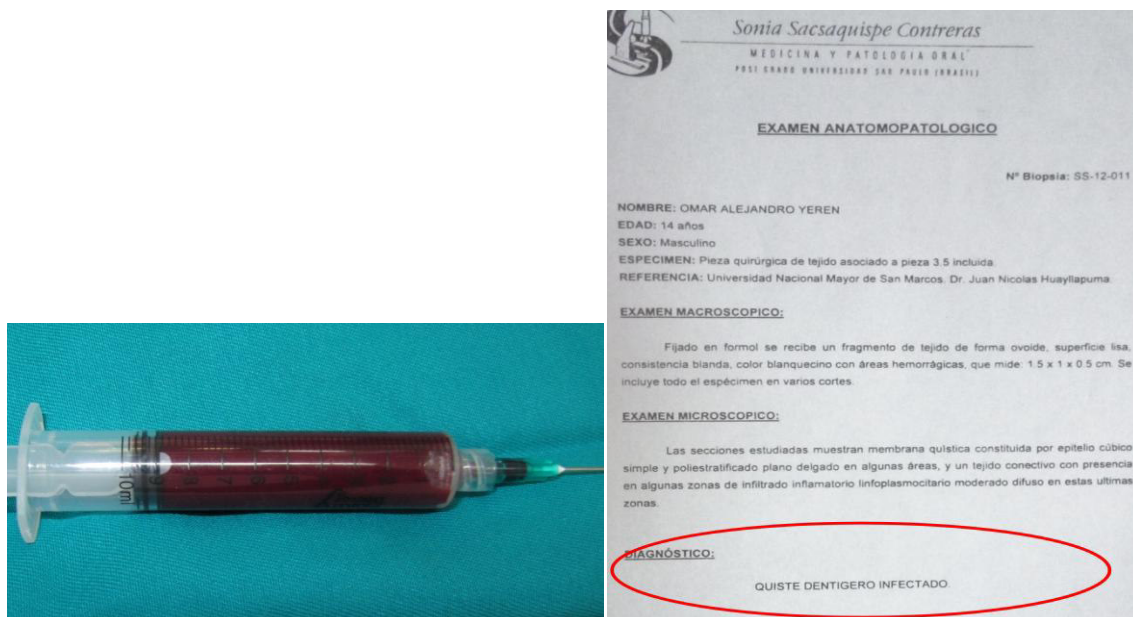 10ml
9
8
7
6
Sonia Sacsaquispe Contreras
MEDICINA Y PATOLOGIA ORAL
POST GRADO UNIVERSIDAD SAO PAULO (BRASIL)
EXAMEN ANATOMOPATOLOGICO
Nº Biopsia: SS-12-011
NOMBRE: OMAR ALEJANDRO YEREN
EDAD: 14 años
SEXO: Masculino
ESPECIMEN: Pieza quirúrgica de tejido asociado a pieza 3.5 incluida.
REFERENCIA: Universidad Nacional Mayor de San Marcos. Dr. Juan Nicolas Huayllapuma.
EXAMEN MACROSCOPICO:
Fijado en formol se recibe un fragmento de tejido de forma ovoide, superficie lisa,
consistencia blanda, color blanquecino con áreas hemorrágicas, que mide: 1.5 x 1 x 0.5 cm. Se
incluye todo el espécimen en varios cortes.
EXAMEN MICROSCOPICO:
Las secciones estudiadas muestran membrana quística constituida por epitelio cúbico
simple y poliestratificado plano delgado en algunas áreas, y un tejido conectivo con presencia
en algunas zonas de infiltrado inflamatorio linfoplasmocitario moderado difuso en estas ultimas
zonas.
DIAGNÓSTICO:
QUISTE DENTIGERO INFECTADO.